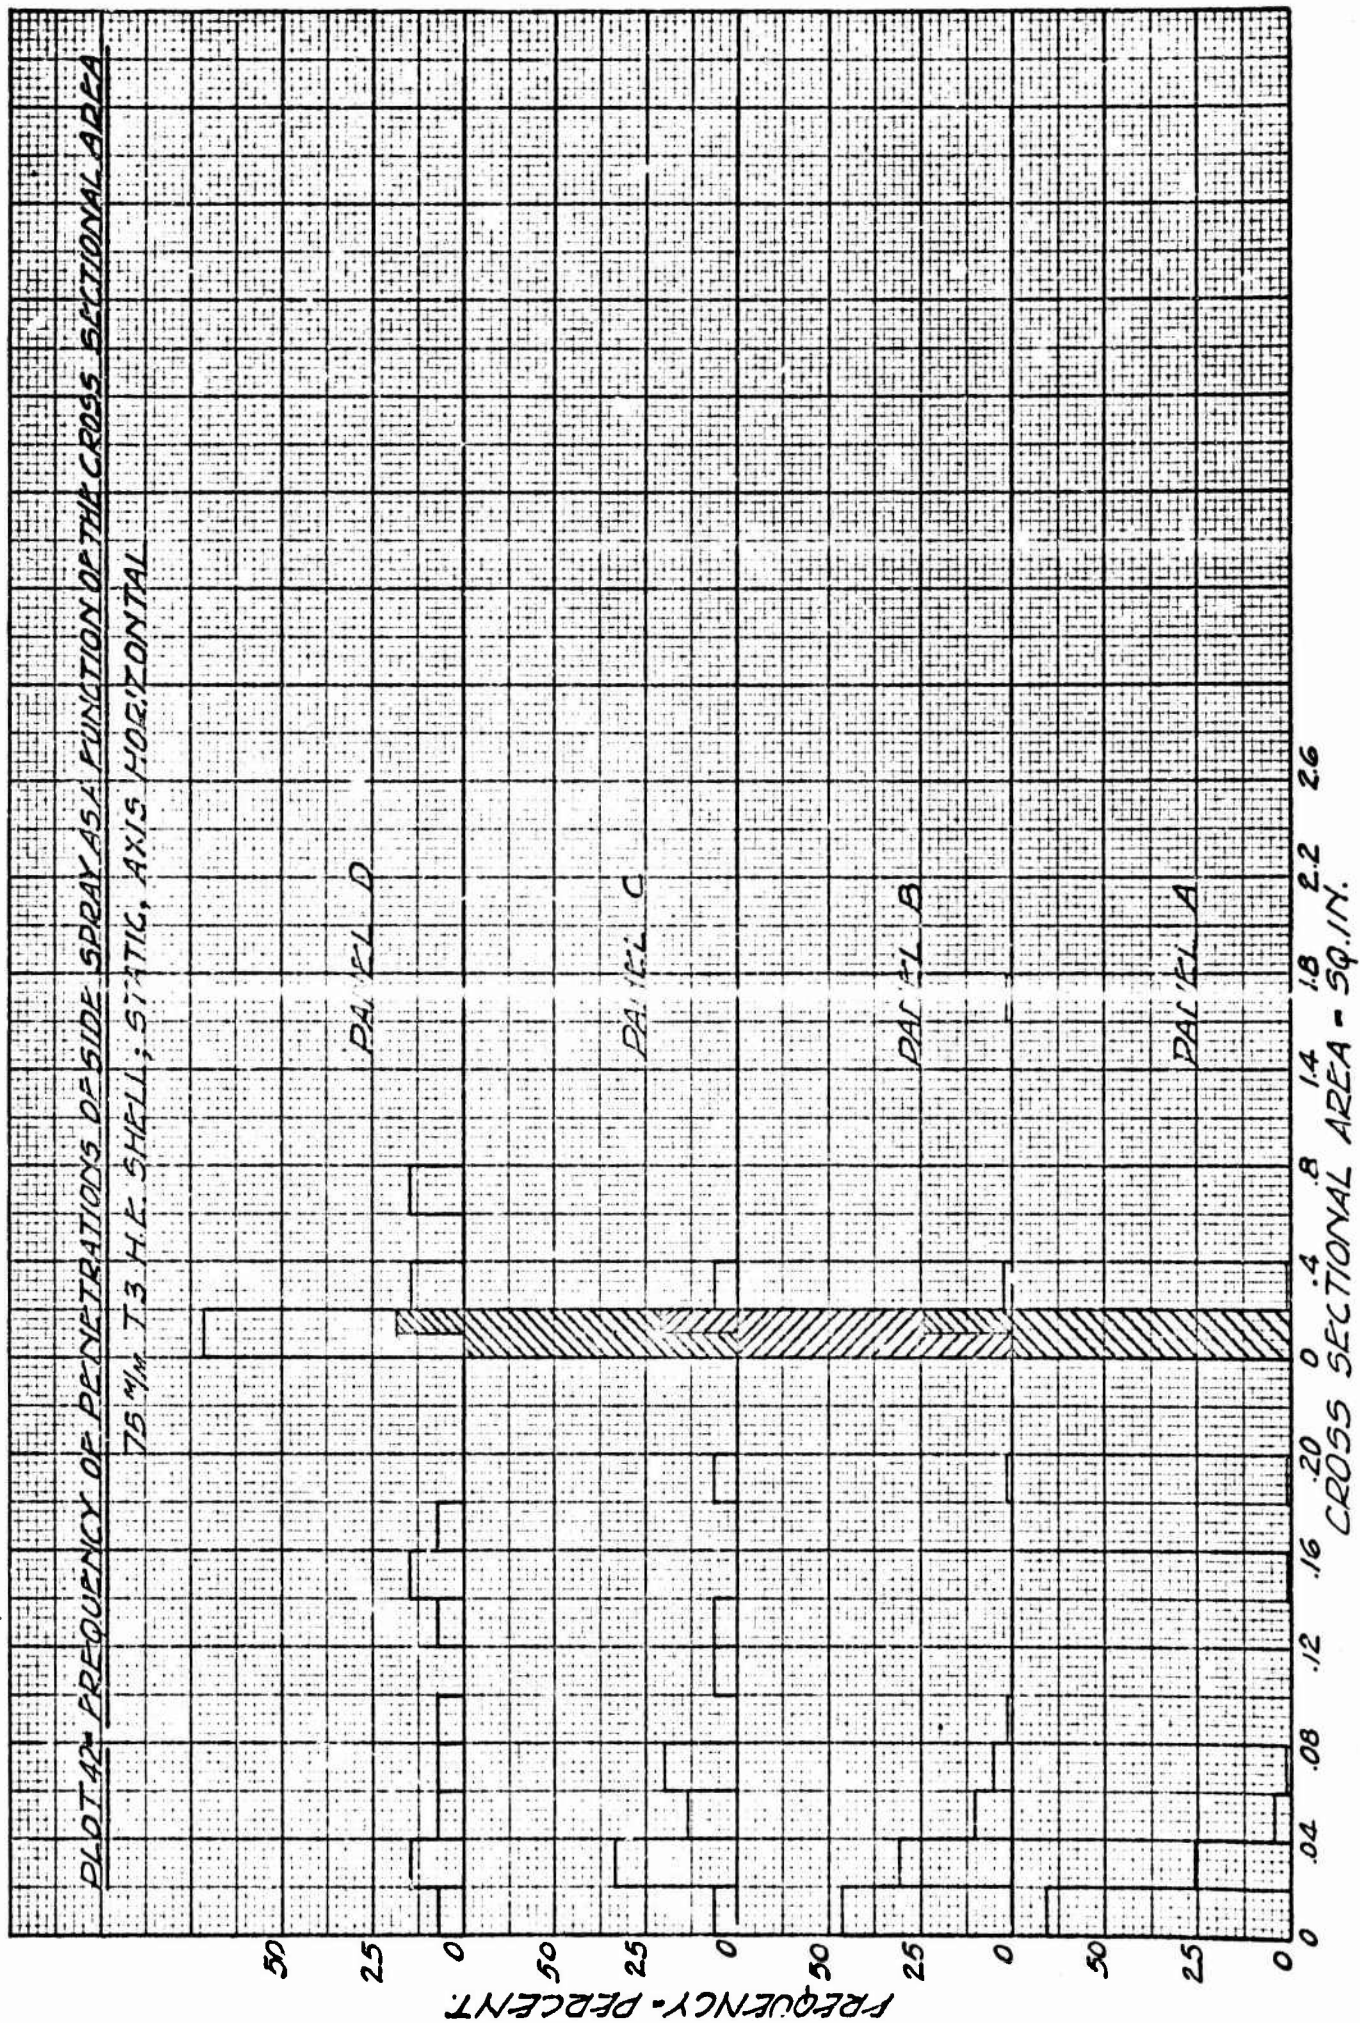 PLOT 42- FREQUENCY OF PENETRATIONS OF SIDE SPRAY AS A FUNCTION OF THE CROSS SECTIONAL AREA
75 M/M T3 H.E. SHELL; STATIC, AXIS HORIZONTAL
FREQUENCY-PERCENT.
50
25
0
PANEL D
50
25
0
PANEL C
50
25
0
PANEL B
50
25
0
PANEL A
0 .04 .08 .12 .16 .20 0 .4 .8 1.4 1.8 2.2 2.6
CROSS SECTIONAL AREA - SQ.IN.